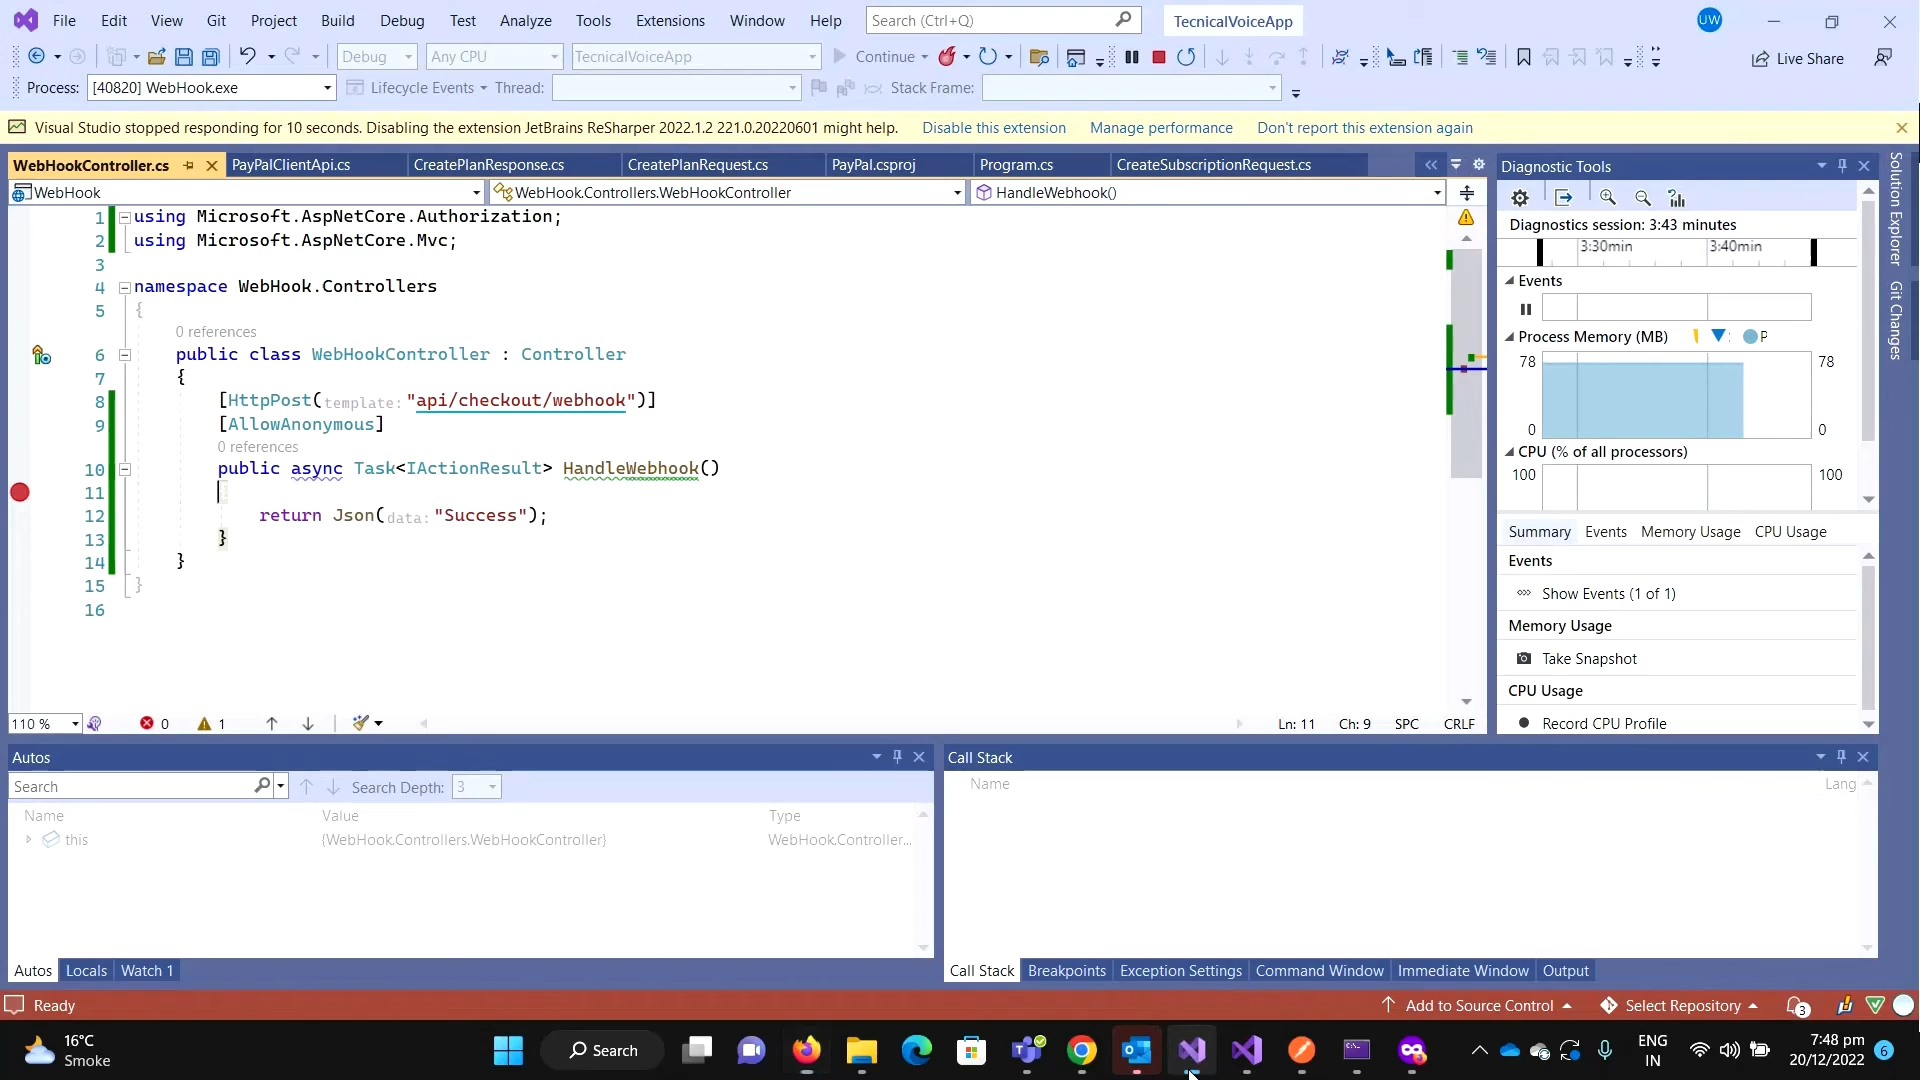 File Edit View Git Project Build Debug Test Analyze Tools Extensions Window Help Search (Ctrl+Q) TecnicalVoiceApp UW
Debug Any CPU TecnicalVoiceApp Continue Live Share
Process: [40820] WebHook.exe Lifecycle Events Thread: Stack Frame:
Visual Studio stopped responding for 10 seconds. Disabling the extension JetBrains ReSharper 2022.1.2 221.0.20220601 might help. Disable this extension Manage performance Don't report this extension again
WebHookController.cs PayPalClientApi.cs CreatePlanResponse.cs CreatePlanRequest.cs PayPal.csproj Program.cs CreateSubscriptionRequest.cs
WebHook WebHook.Controllers.WebHookController HandleWebhook()
1 using Microsoft.AspNetCore.Authorization;
2 using Microsoft.AspNetCore.Mvc;
3
4 namespace WebHook.Controllers
5 {
0 references
6 public class WebHookController : Controller
7 {
8 [HttpPost(template: "api/checkout/webhook")]
9 [AllowAnonymous]
0 references
10 public async Task<IActionResult> HandleWebhook()
11
12 return Json(data: "Success");
13 }
14 }
15 }
16
110 % 0 1 Ln: 11 Ch: 9 SPC CRLF
Diagnostic Tools
Diagnostics session: 3:43 minutes
3:30min 3:40min
Events
Process Memory (MB) P
78 78
0 0
CPU (% of all processors)
100 100
Summary Events Memory Usage CPU Usage
Events
Show Events (1 of 1)
Memory Usage
Take Snapshot
CPU Usage
Record CPU Profile
Solution Explorer
Git Changes
Autos
Search Search Depth: 3
Name Value Type
this {WebHook.Controllers.WebHookController} WebHook.Controller...
Autos Locals Watch 1
Call Stack
Name Lang
Call Stack Breakpoints Exception Settings Command Window Immediate Window Output
Ready Add to Source Control Select Repository 3
16°C
Smoke
Search
ENG
IN
7:48 pm
20/12/2022
6